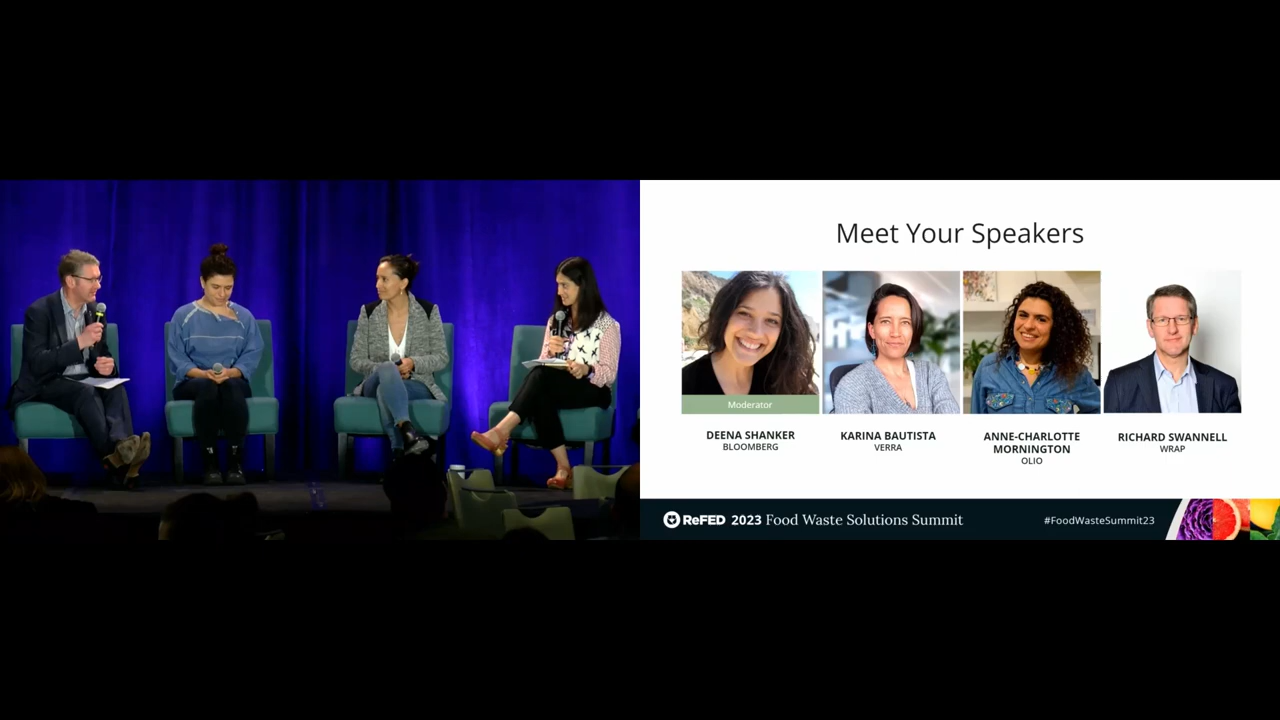 Meet Your Speakers
Moderator
DEENA SHANKER
BLOOMBERG
KARINA BAUTISTA
VERRA
ANNE-CHARLOTTE
MORNINGTON
OLIO
RICHARD SWANNELL
WRAP
ReFED 2023 Food Waste Solutions Summit
#FoodWasteSummit23